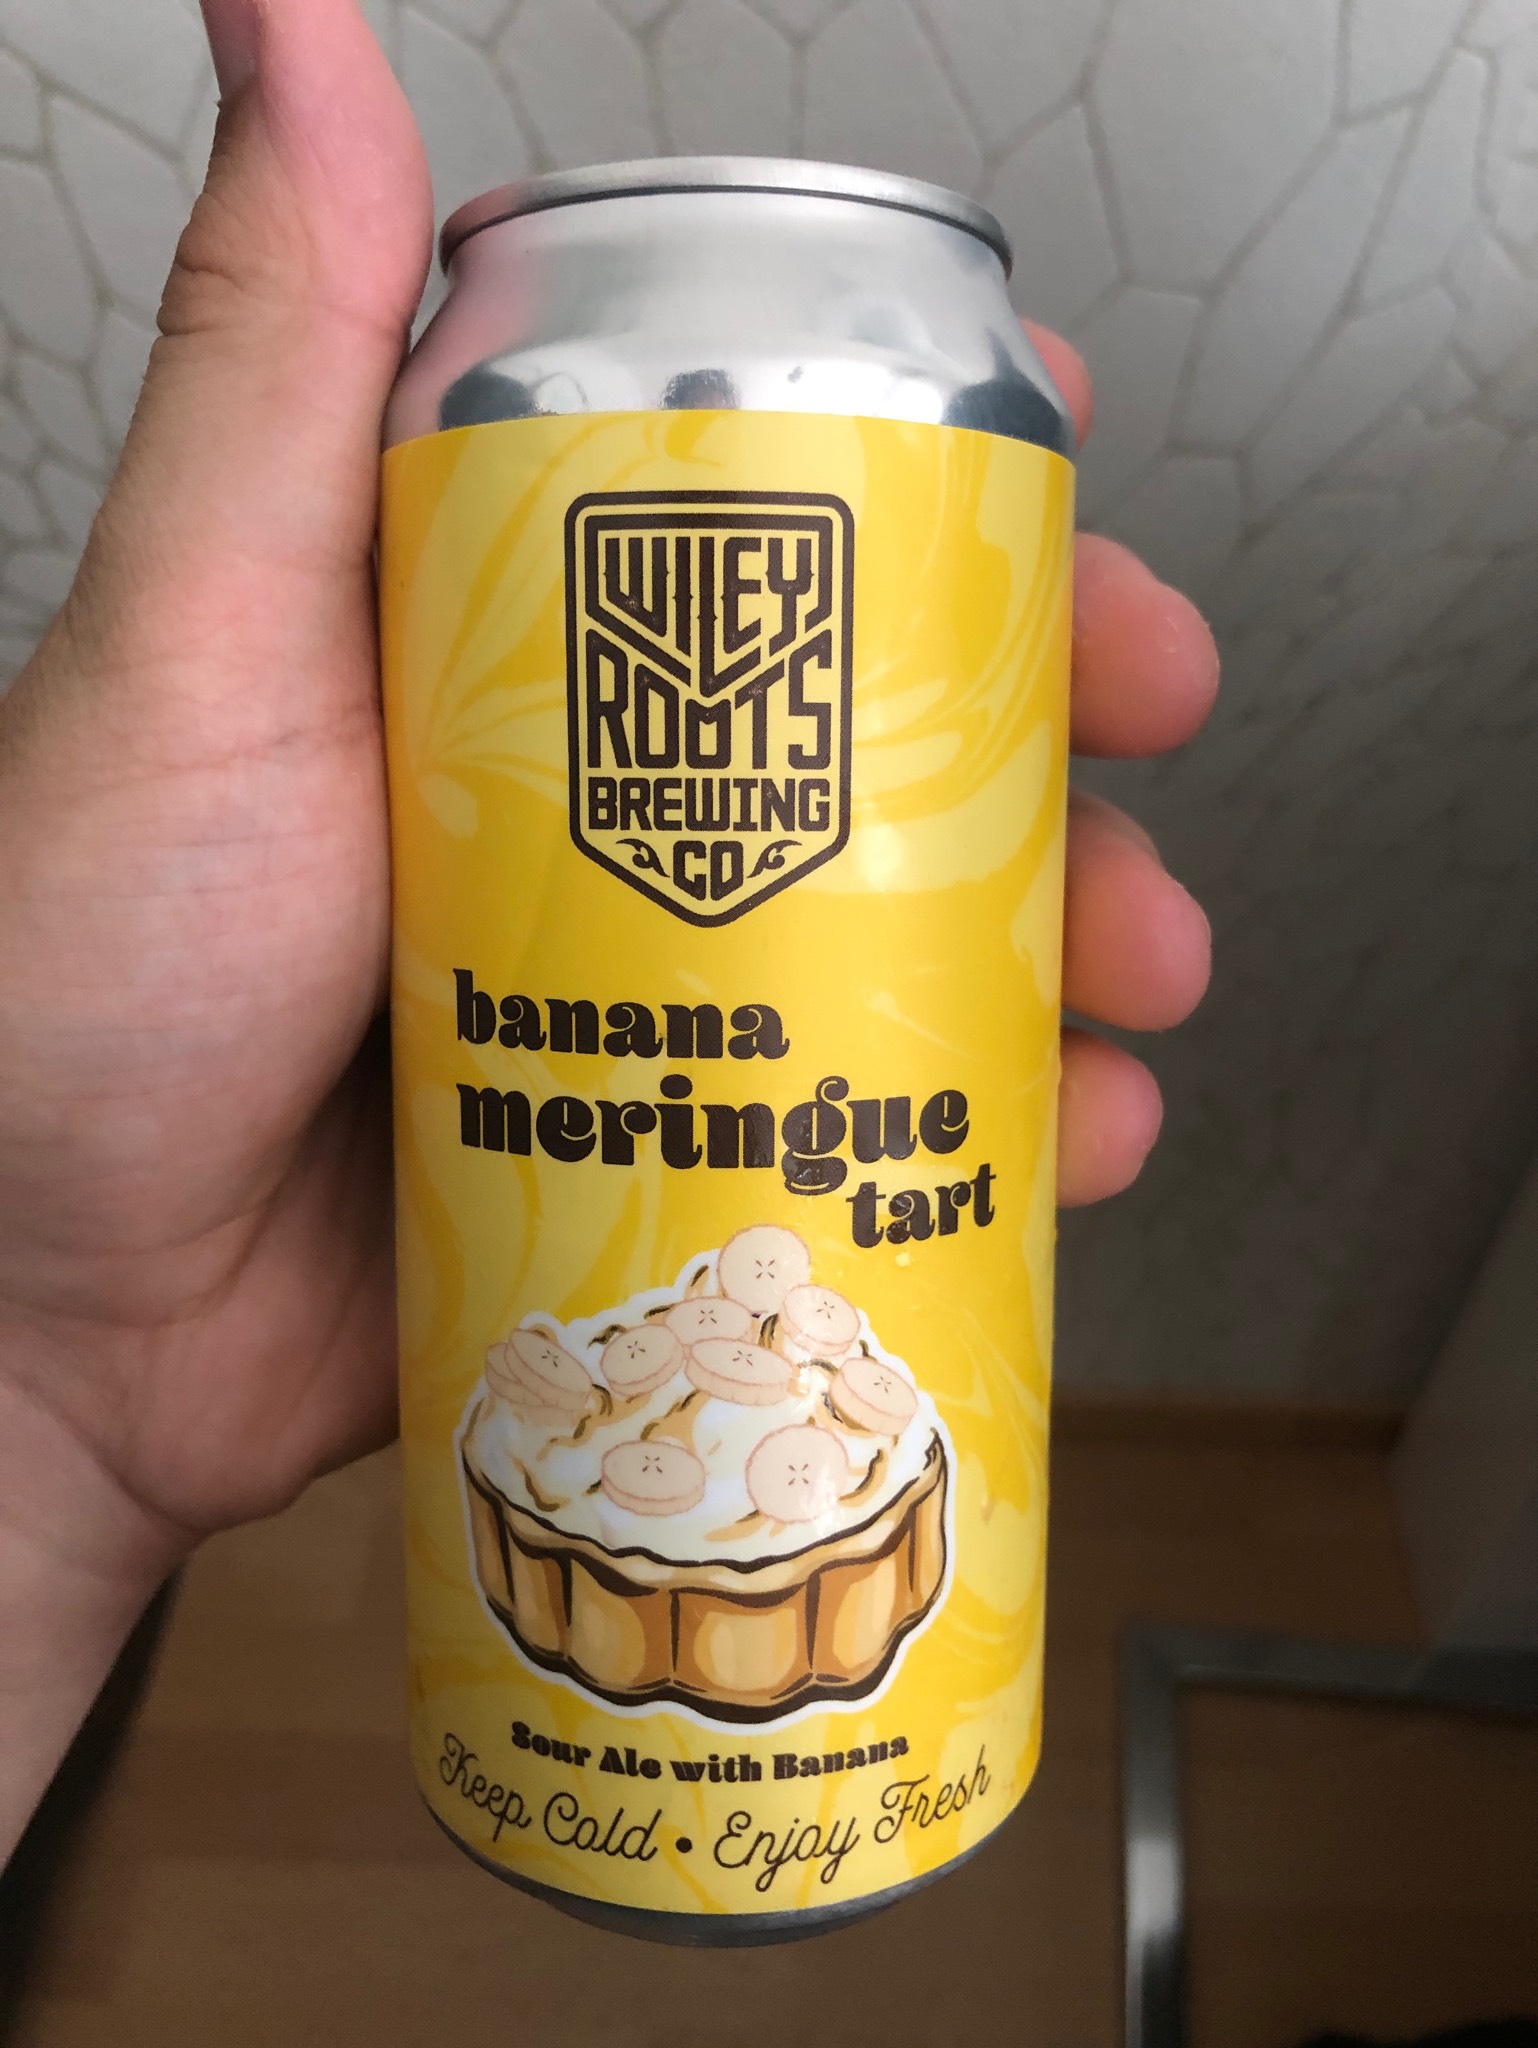 WILEY
ROOTS
BREWING
CO
banana
meringue
tart
Sour Ale with Banana
Keep Cold • Enjoy Fresh